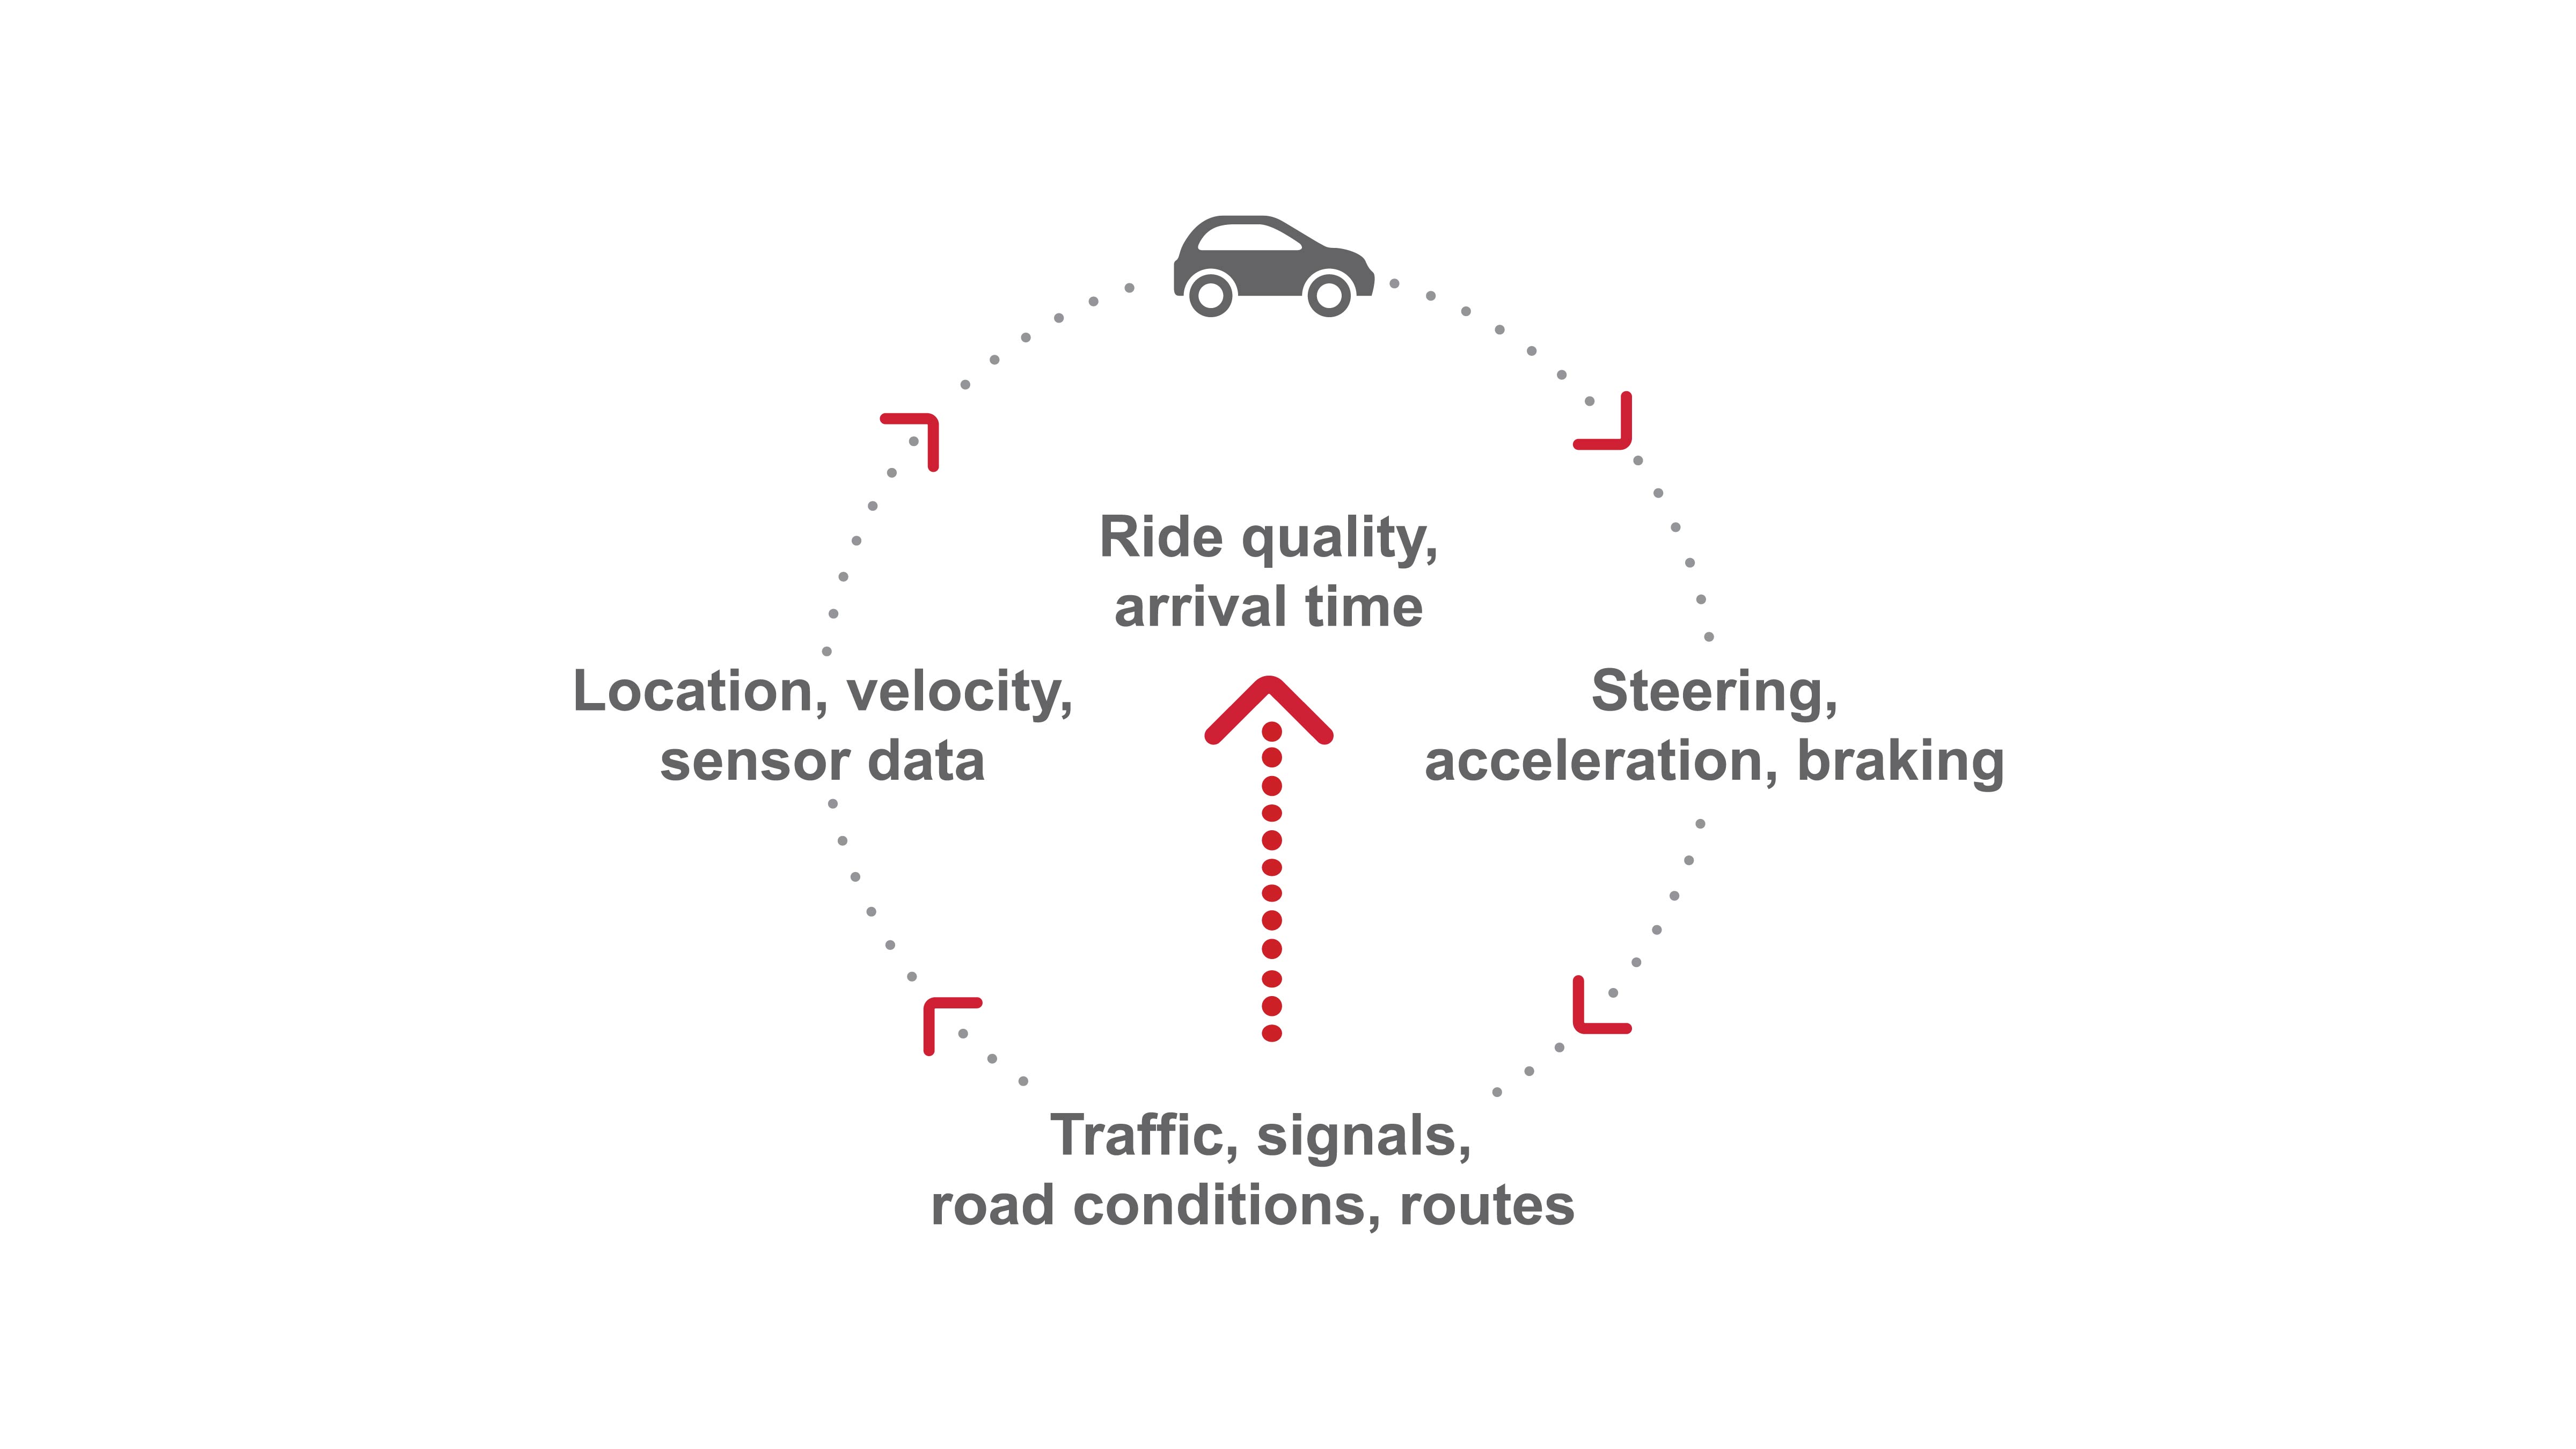 Ride quality,
arrival time
Location, velocity,
sensor data
Steering,
acceleration, braking
Traffic, signals,
road conditions, routes